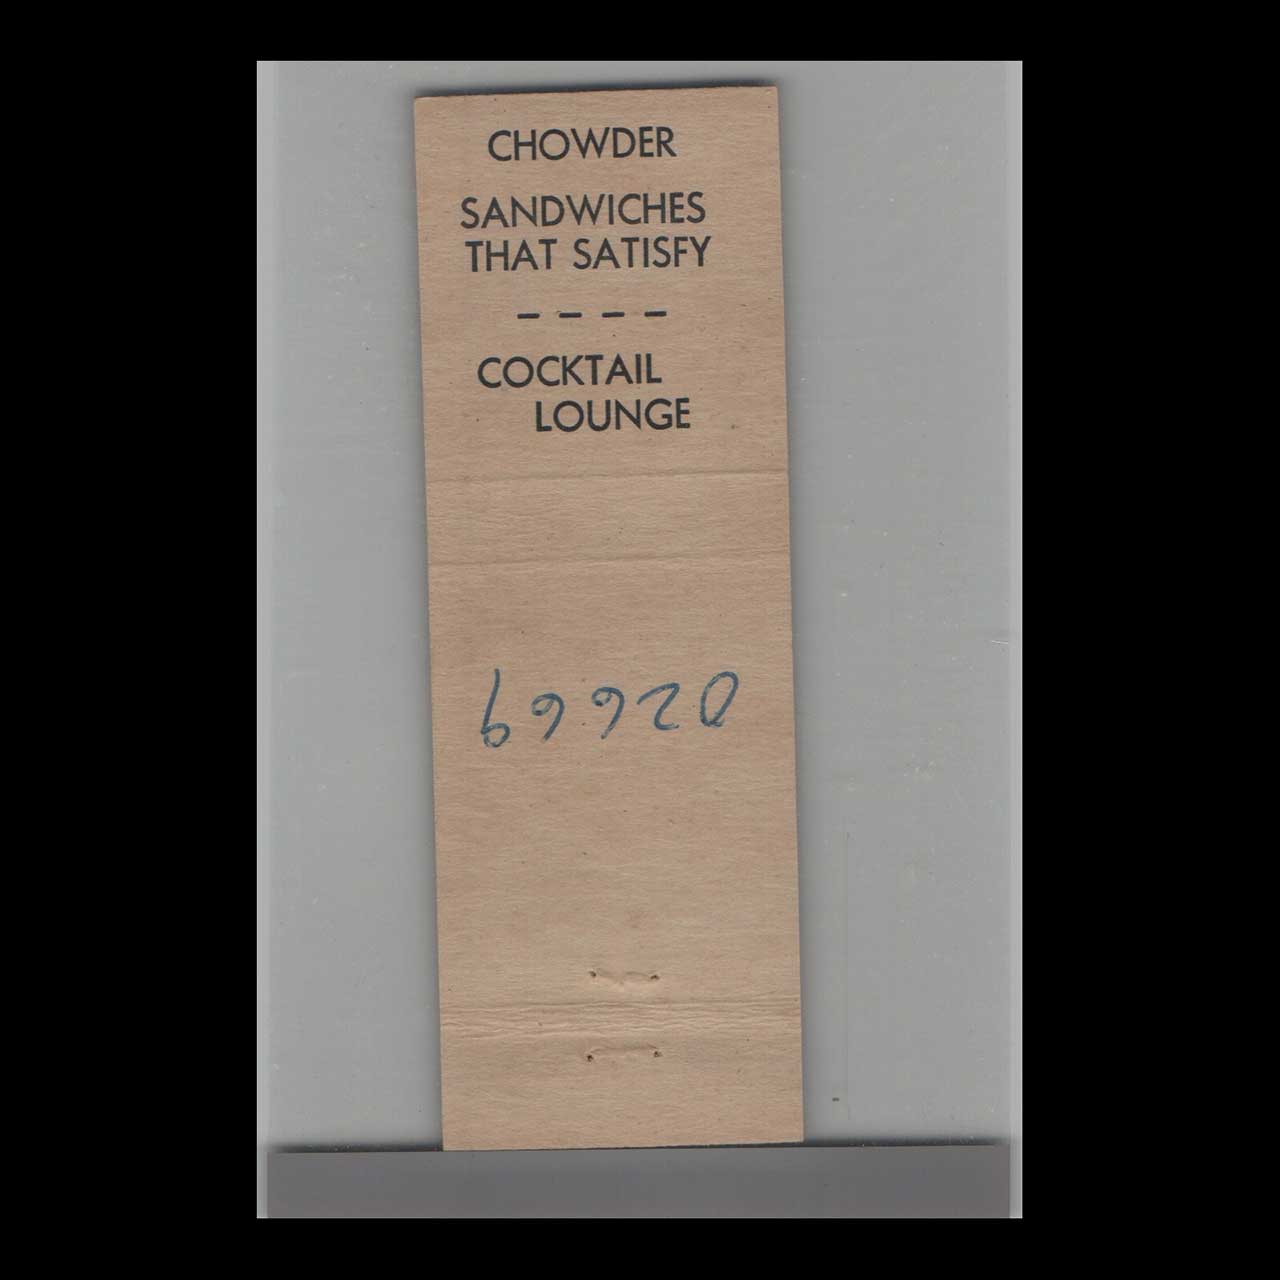 CHOWDER
SANDWICHES
THAT SATISFY
– – – –
COCKTAIL
LOUNGE
02669